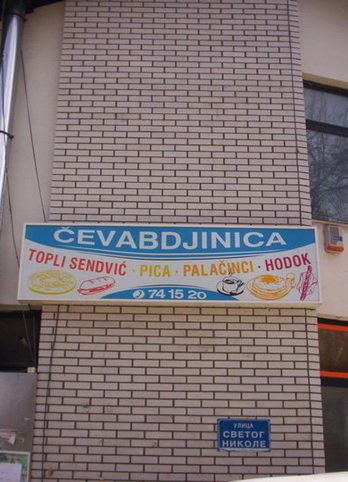 ČEVABDJINICA
TOPLI SENDVIĆ · PICA · PALAČINCI · HODOK
74 15 20
УЛИЦА
СВЕТОГ
НИКОЛЕ